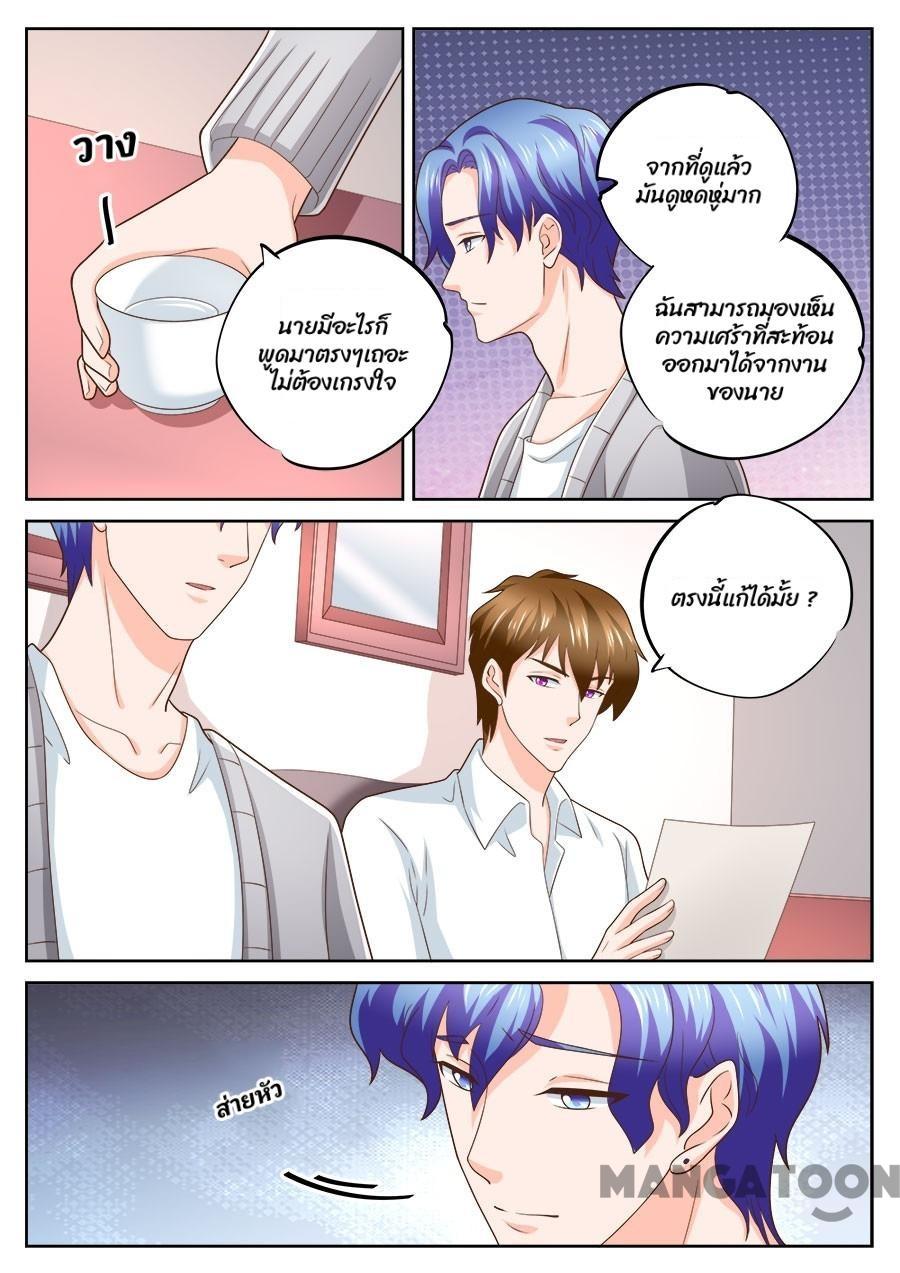 วาง
นายมีอะไรก็
พูดมาตรงๆเถอะ
ไม่ต้องเกรงใจ
จากที่ดูแล้ว
มันดูหดหู่มาก
ฉันสามารถมองเห็น
ความเศร้าที่สะท้อน
ออกมาได้จากงาน
ของนาย
ตรงนี้แก้ได้มั้ย ?
ส่ายหัว
MANGATOON